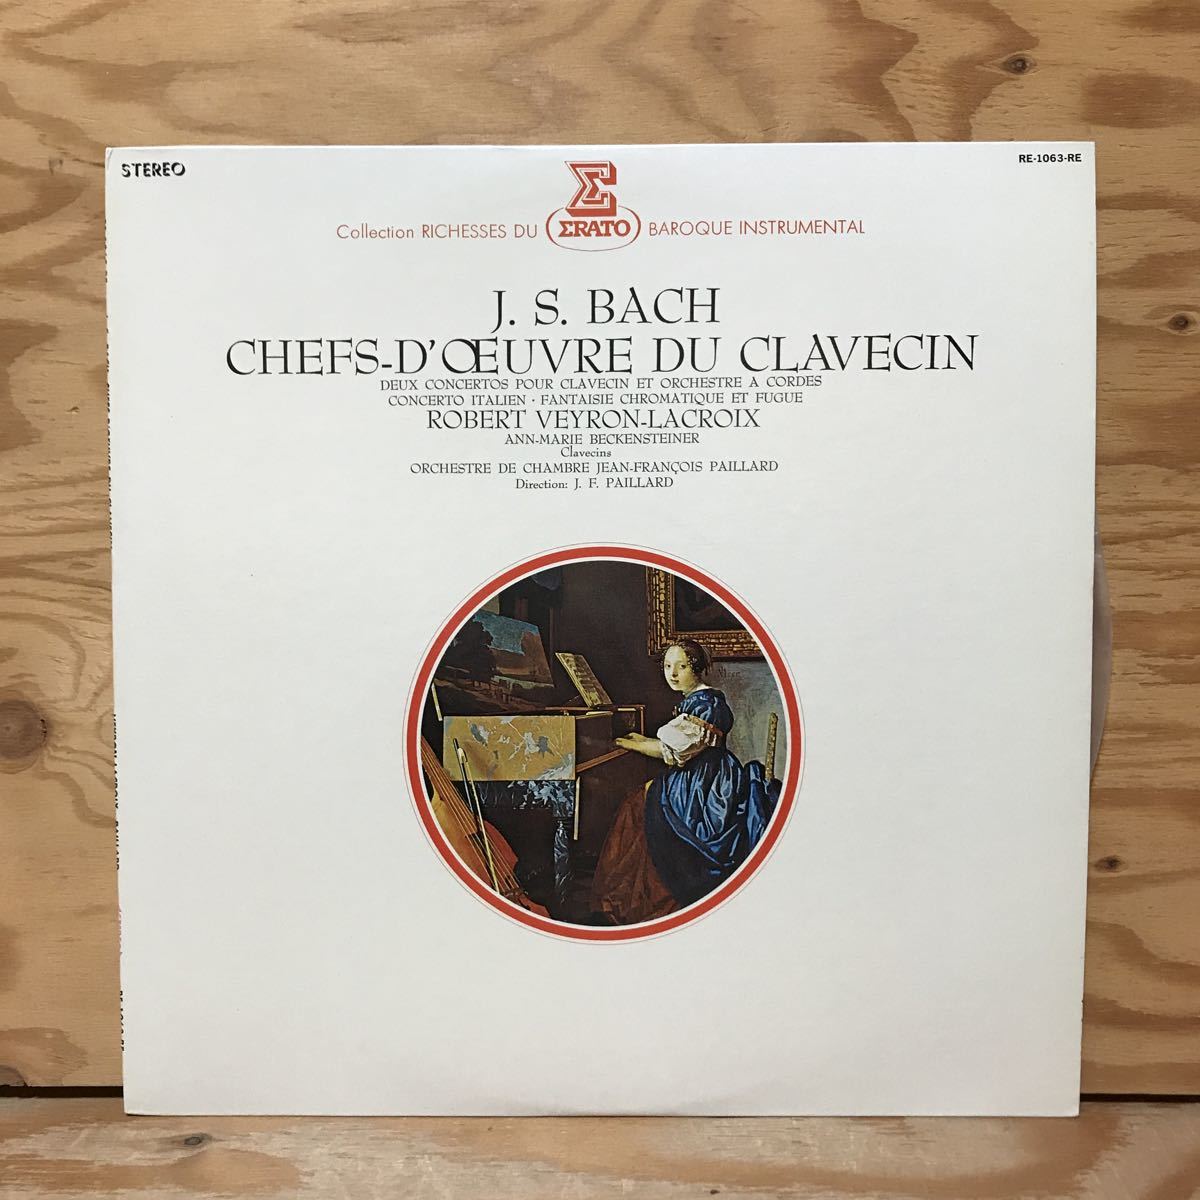 STEREO
RE-1063-RE
Σ
Collection RICHESSES DU ΣRATO BAROQUE INSTRUMENTAL
J. S. BACH
CHEFS-D'ŒUVRE DU CLAVECIN
DEUX CONCERTOS POUR CLAVECIN ET ORCHESTRE A CORDES
CONCERTO ITALIEN · FANTAISIE CHROMATIQUE ET FUGUE
ROBERT VEYRON-LACROIX
ANN-MARIE BECKENSTEINER
Clavecins
ORCHESTRE DE CHAMBRE JEAN-FRANÇOIS PAILLARD
Direction: J. F. PAILLARD